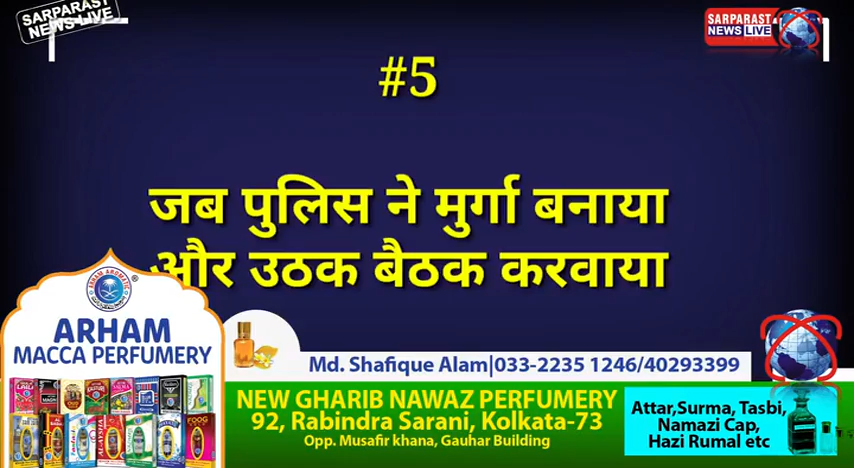 SARPARAST
NEWS LIVE
SARPARAST
NEWS LIVE
#5
जब पुलिस ने मुर्गा बनाया
और उठक बैठक करवाया
ARHAM AROMATIC
ARHAM
MACCA PERFUMERY
Md. Shafique Alam|033-2235 1246/40293399
NEW GHARIB NAWAZ PERFUMERY
92, Rabindra Sarani, Kolkata-73
Opp. Musafir khana, Gauhar Building
Attar,Surma, Tasbi,
Namazi Cap,
Hazi Rumal etc